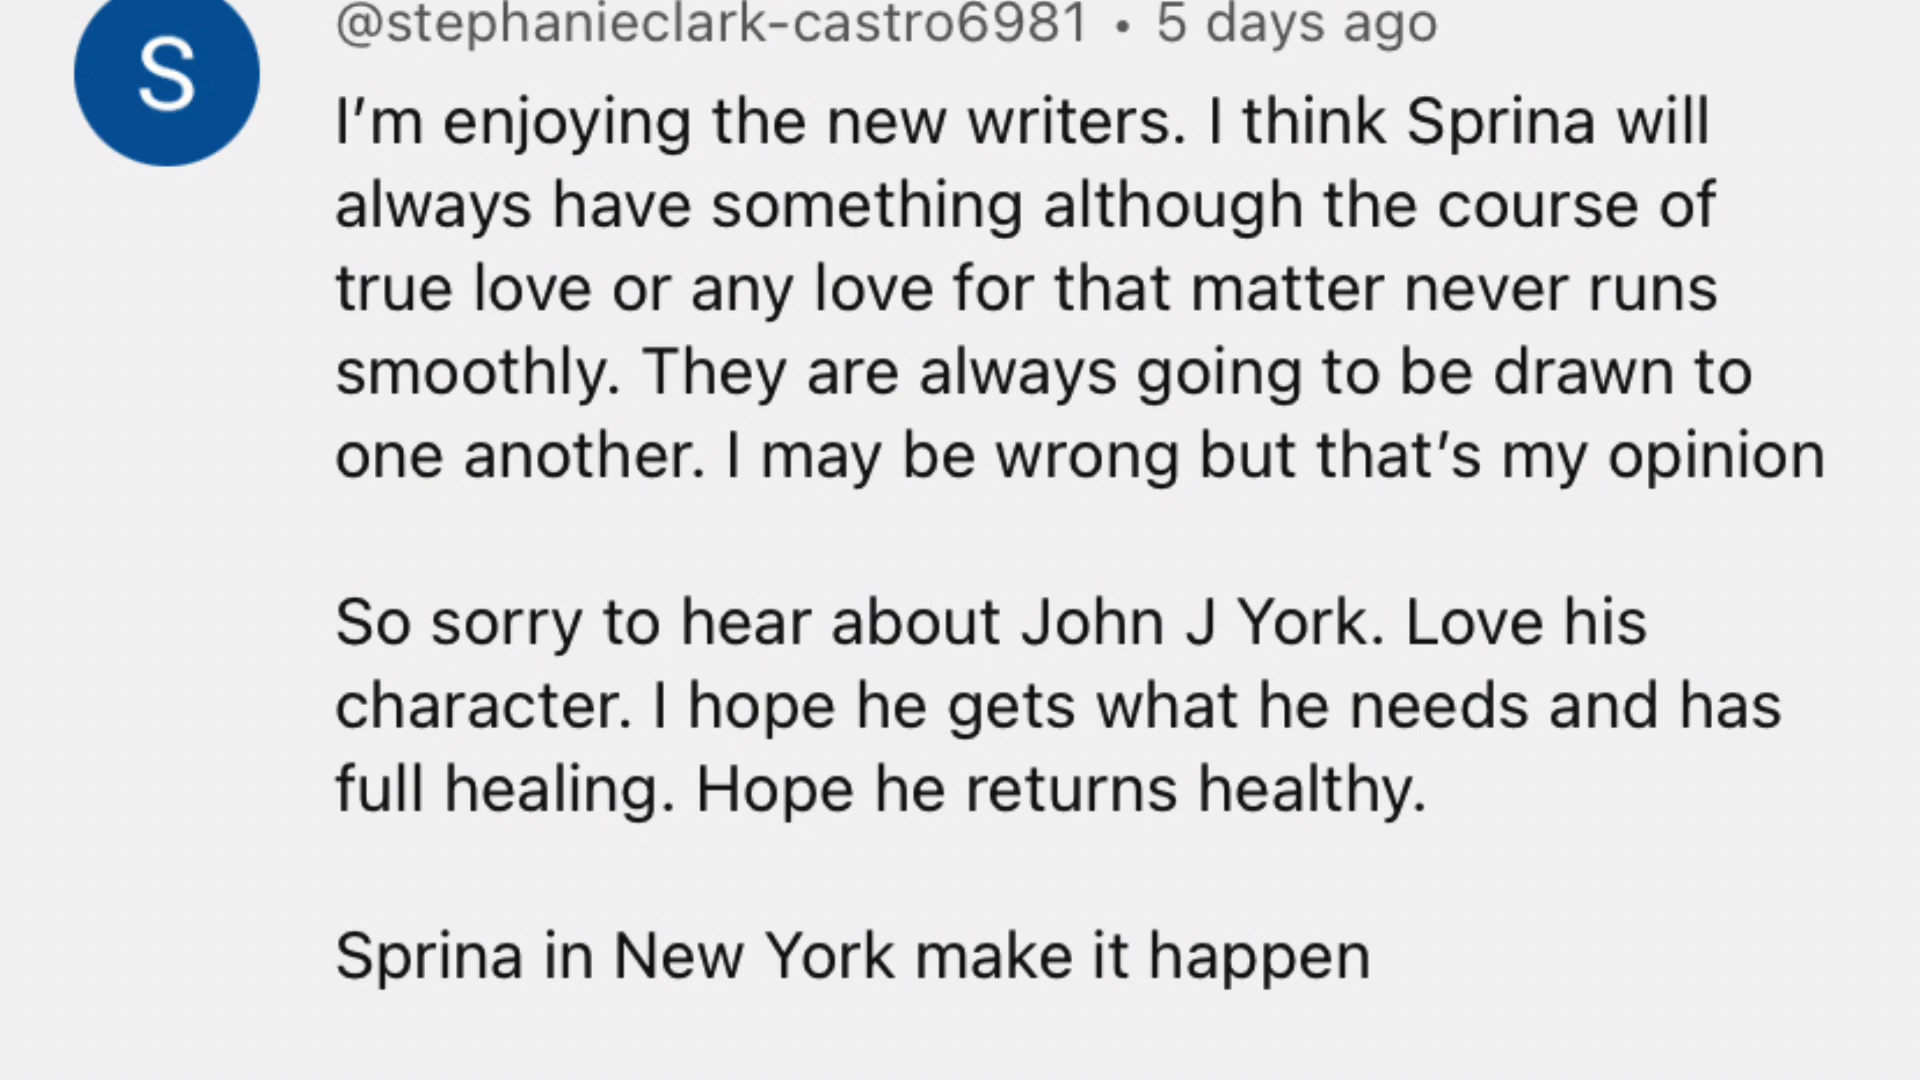 @stephanieclark-castro6981 • 5 days ago
S
I’m enjoying the new writers. I think Sprina will
always have something although the course of
true love or any love for that matter never runs
smoothly. They are always going to be drawn to
one another. I may be wrong but that’s my opinion
So sorry to hear about John J York. Love his
character. I hope he gets what he needs and has
full healing. Hope he returns healthy.
Sprina in New York make it happen